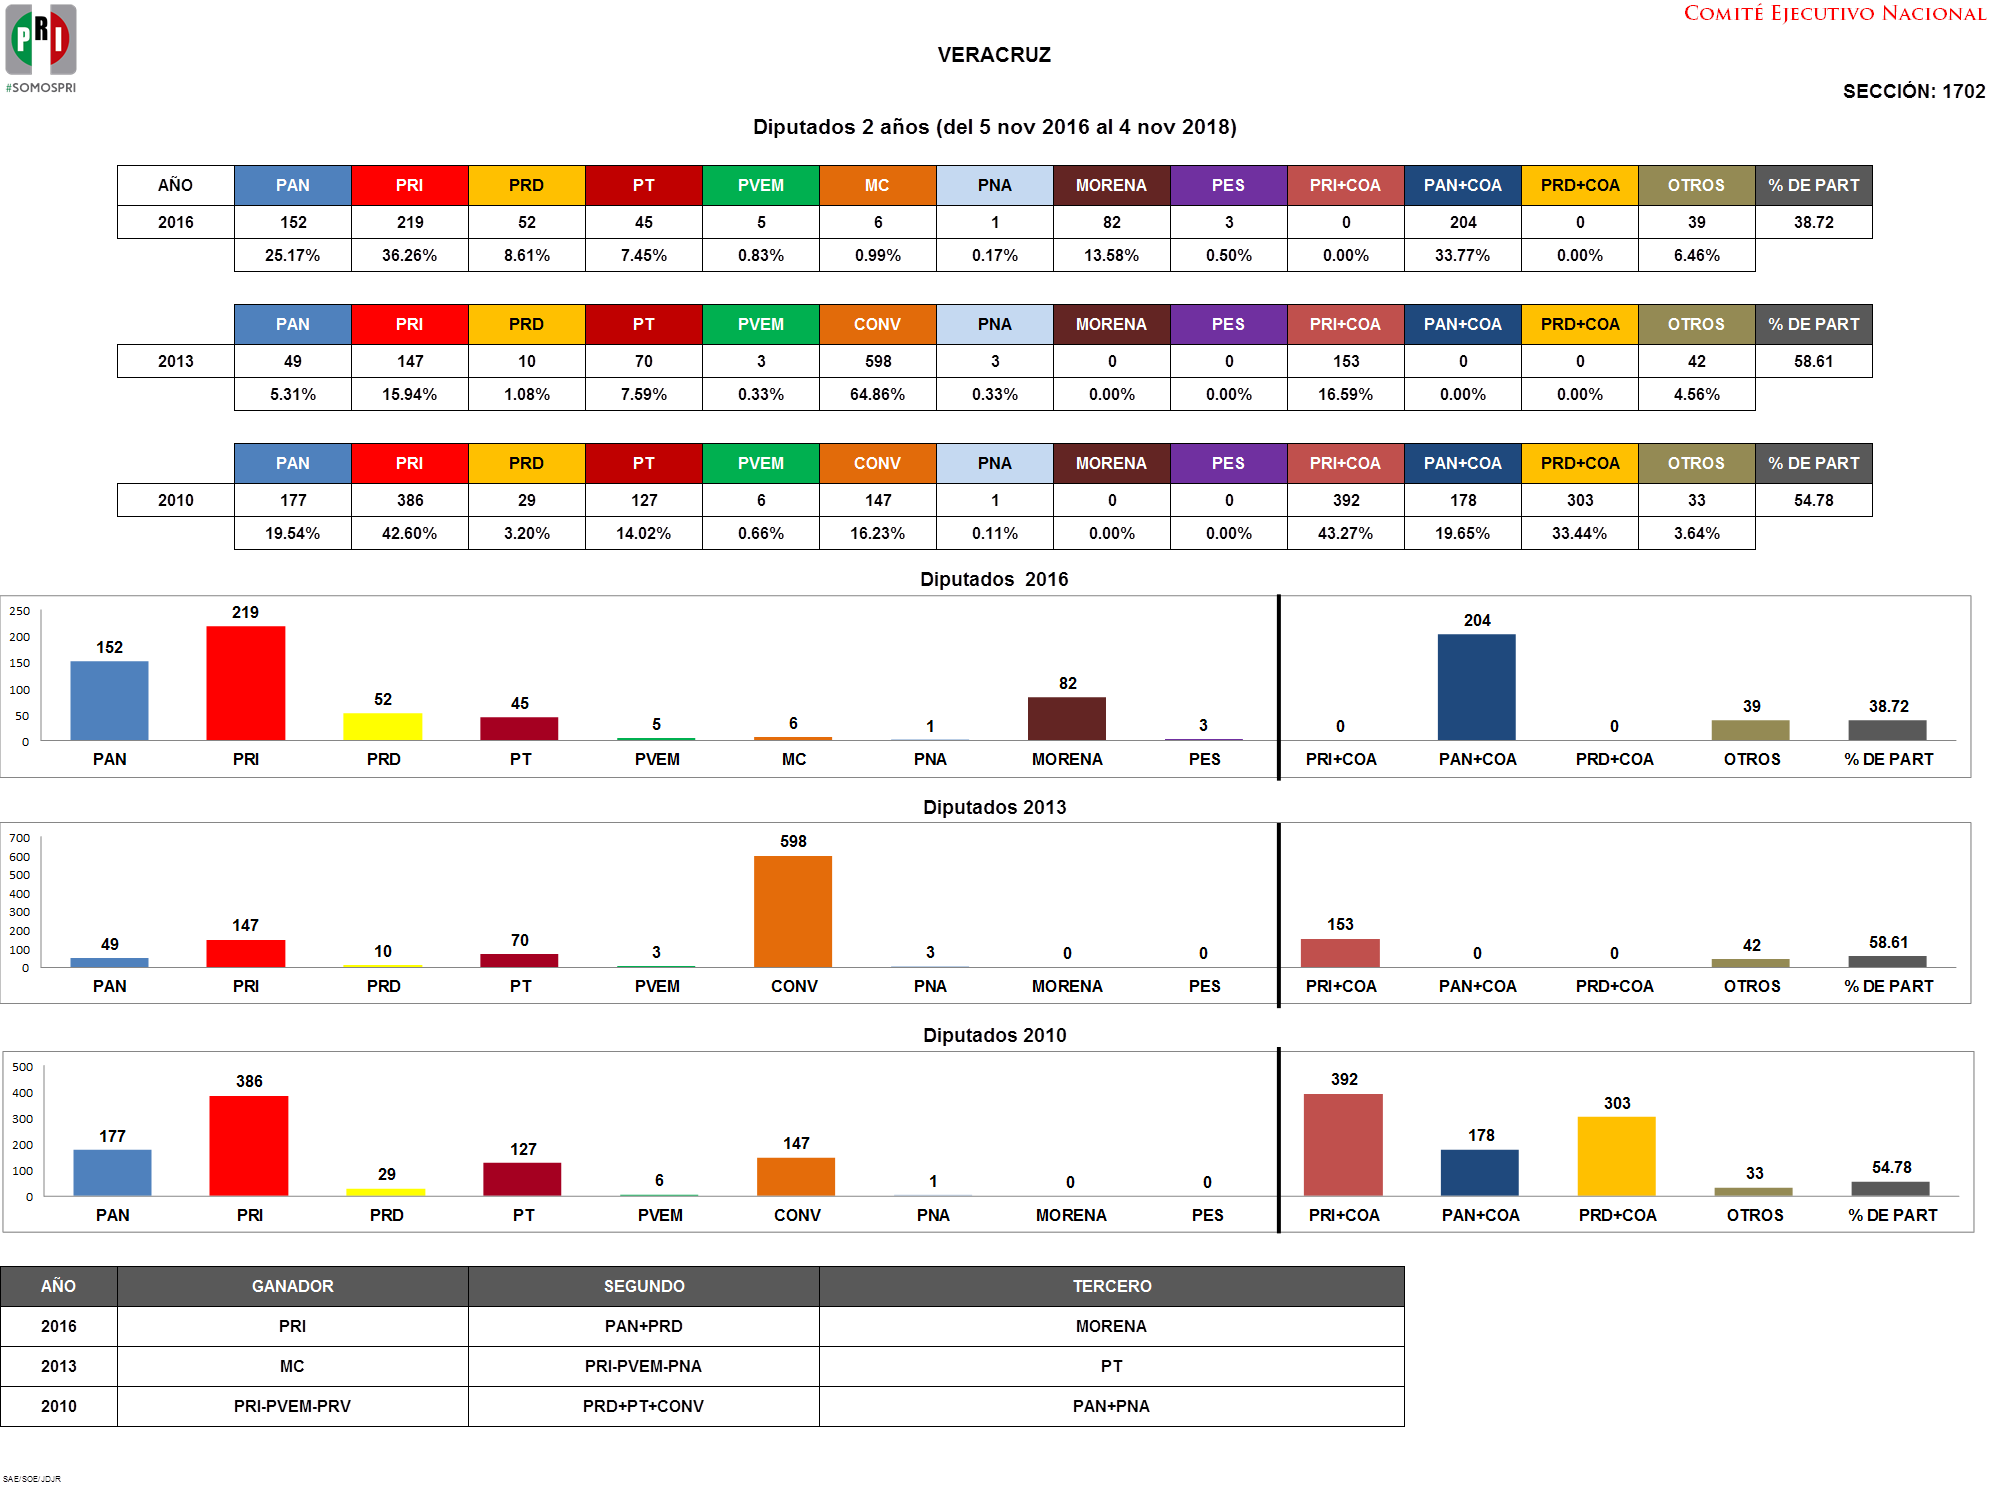 COMITÉ EJECUTIVO NACIONAL
PRI
#SOMOSPRI
VERACRUZ
SECCIÓN: 1702
Diputados 2 años (del 5 nov 2016 al 4 nov 2018)
AÑO PAN PRI PRD PT PVEM MC PNA MORENA PES PRI+COA PAN+COA PRD+COA OTROS % DE PART
2016 152 219 52 45 5 6 1 82 3 0 204 0 39 38.72
25.17% 36.26% 8.61% 7.45% 0.83% 0.99% 0.17% 13.58% 0.50% 0.00% 33.77% 0.00% 6.46%
PAN PRI PRD PT PVEM CONV PNA MORENA PES PRI+COA PAN+COA PRD+COA OTROS % DE PART
2013 49 147 10 70 3 598 3 0 0 153 0 0 42 58.61
5.31% 15.94% 1.08% 7.59% 0.33% 64.86% 0.33% 0.00% 0.00% 16.59% 0.00% 0.00% 4.56%
PAN PRI PRD PT PVEM CONV PNA MORENA PES PRI+COA PAN+COA PRD+COA OTROS % DE PART
2010 177 386 29 127 6 147 1 0 0 392 178 303 33 54.78
19.54% 42.60% 3.20% 14.02% 0.66% 16.23% 0.11% 0.00% 0.00% 43.27% 19.65% 33.44% 3.64%
Diputados 2016
250
200
150
100
50
0
152 219 52 45 5 6 1 82 3 0 204 0 39 38.72
PAN PRI PRD PT PVEM MC PNA MORENA PES PRI+COA PAN+COA PRD+COA OTROS % DE PART
Diputados 2013
700
600
500
400
300
200
100
0
49 147 10 70 3 598 3 0 0 153 0 0 42 58.61
PAN PRI PRD PT PVEM CONV PNA MORENA PES PRI+COA PAN+COA PRD+COA OTROS % DE PART
Diputados 2010
500
400
300
200
100
0
177 386 29 127 6 147 1 0 0 392 178 303 33 54.78
PAN PRI PRD PT PVEM CONV PNA MORENA PES PRI+COA PAN+COA PRD+COA OTROS % DE PART
AÑO GANADOR SEGUNDO TERCERO
2016 PRI PAN+PRD MORENA
2013 MC PRI-PVEM-PNA PT
2010 PRI-PVEM-PRV PRD+PT+CONV PAN+PNA
SAE/SOE/JDJR